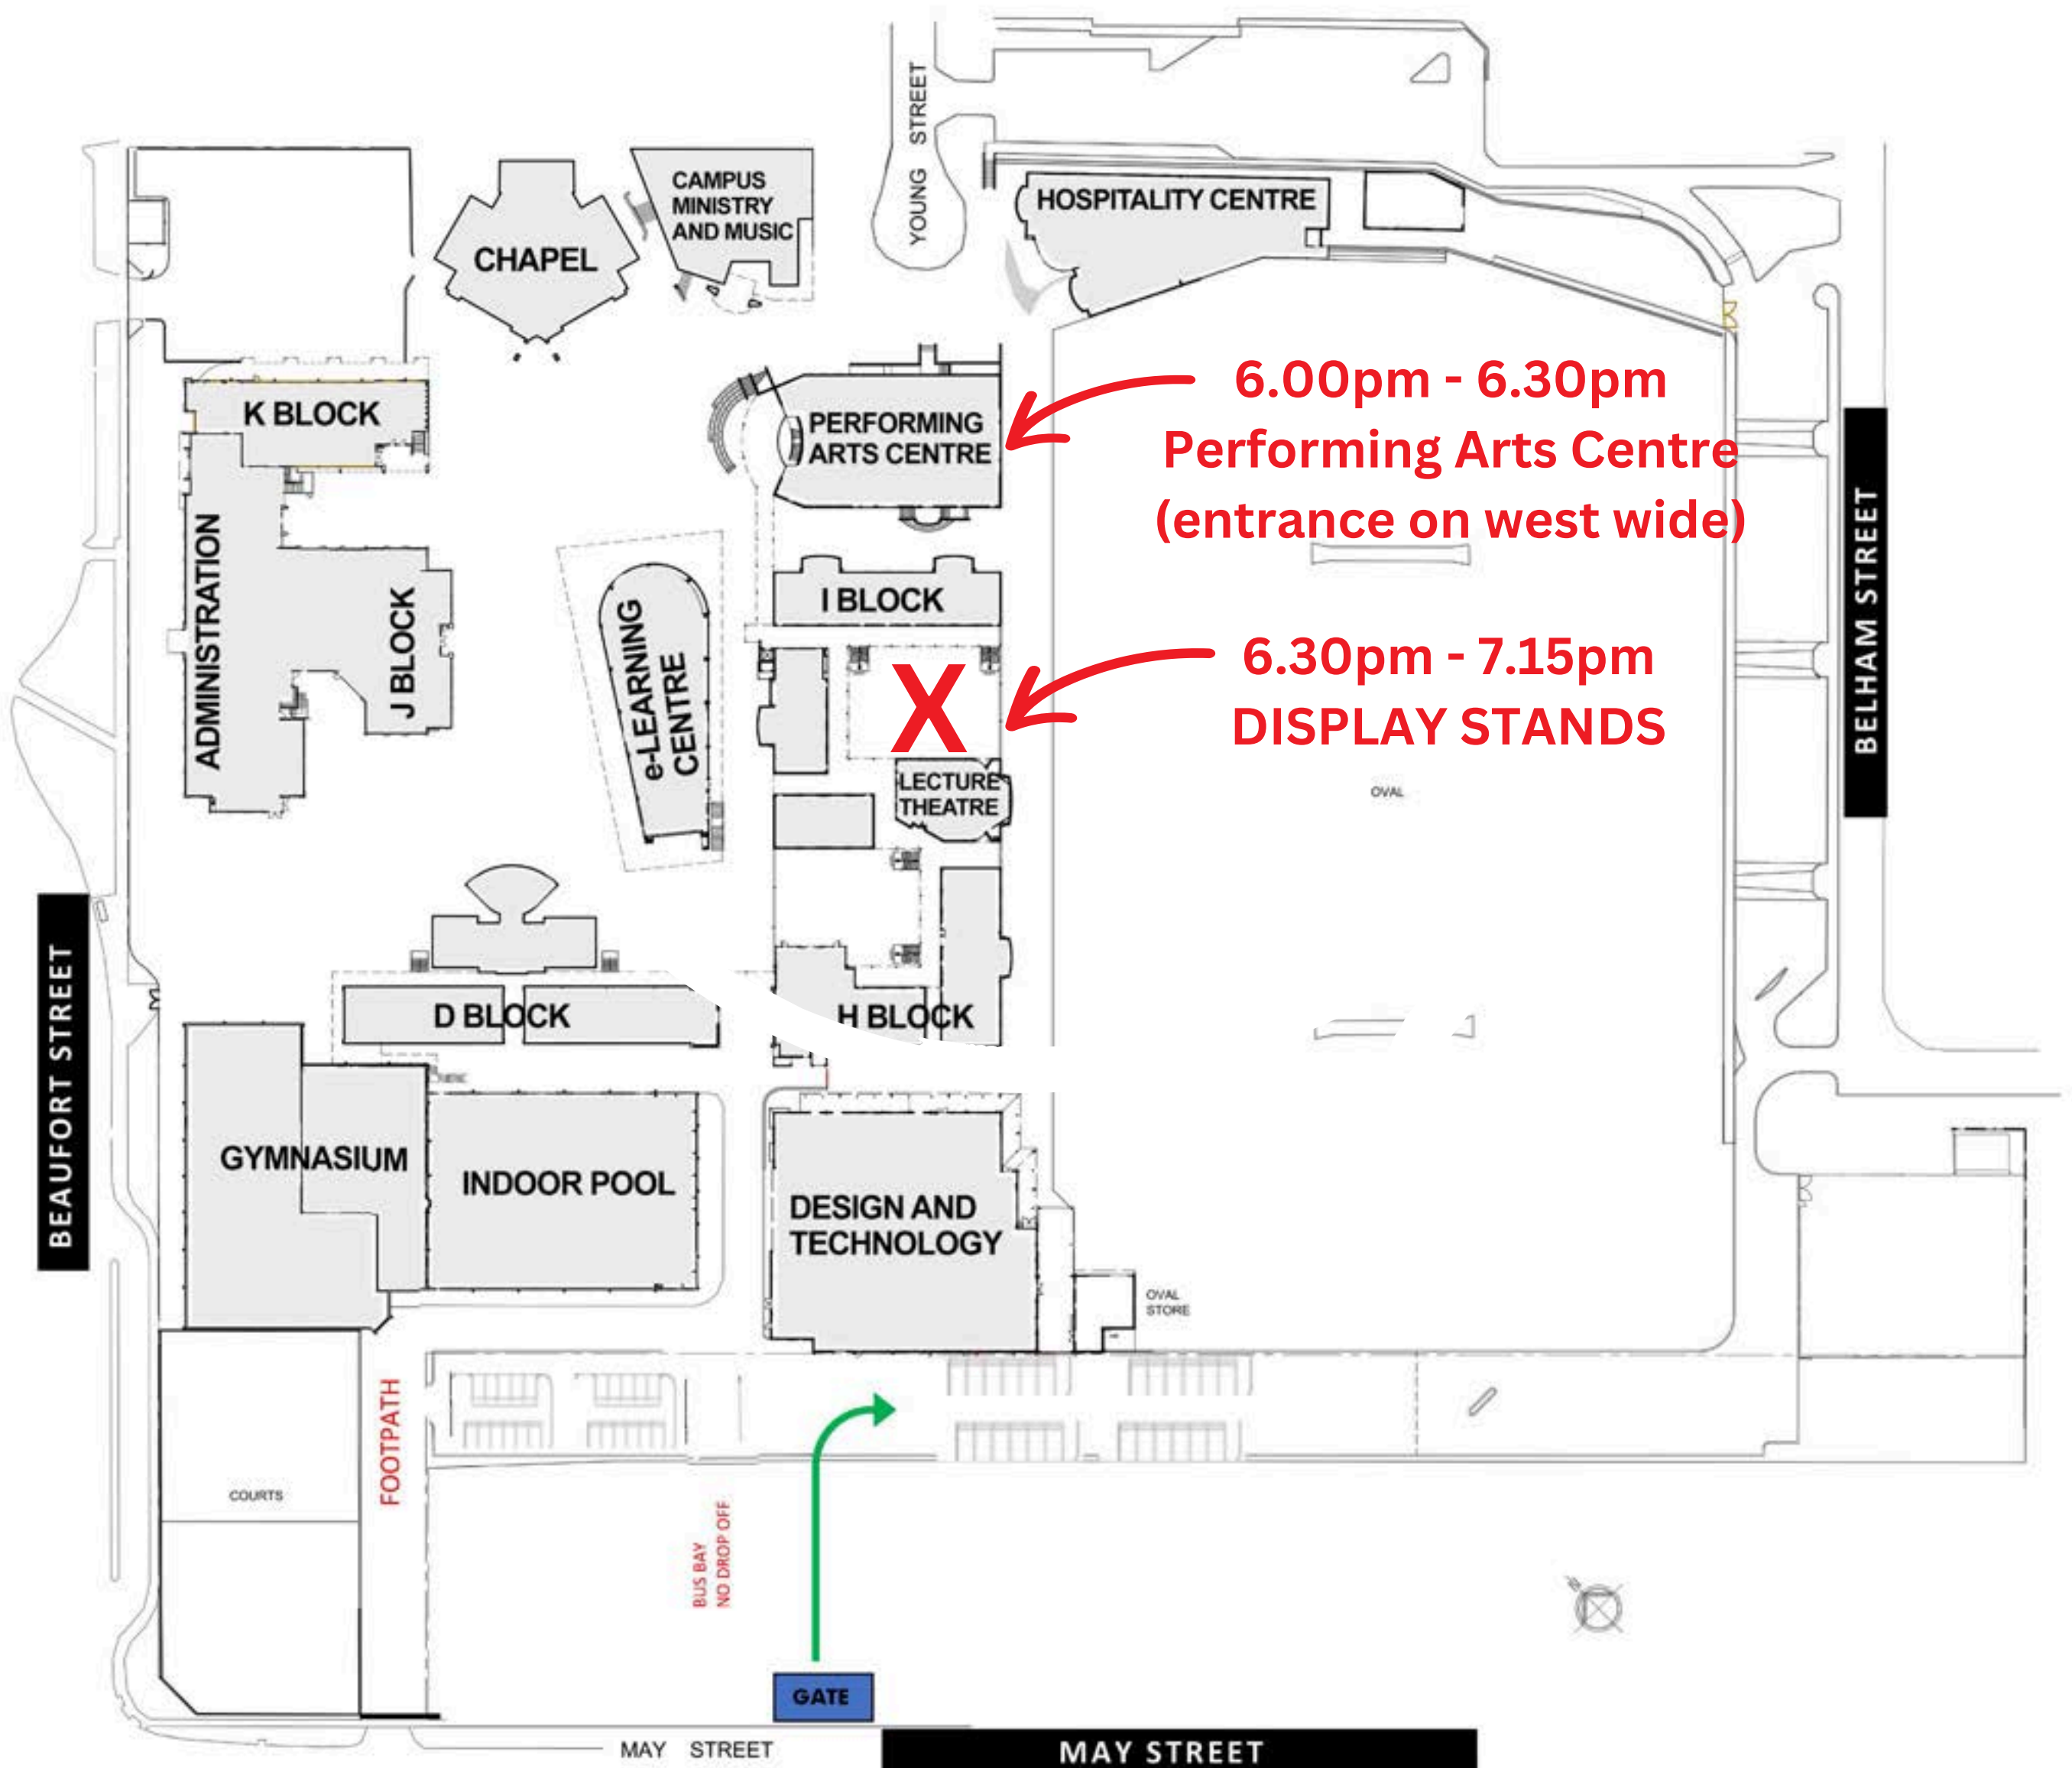 YOUNG STREET
CAMPUS
MINISTRY
AND MUSIC
HOSPITALITY CENTRE
CHAPEL
6.00pm - 6.30pm
Performing Arts Centre
(entrance on west wide)
K BLOCK
PERFORMING
ARTS CENTRE
ADMINISTRATION
J BLOCK
e-LEARNING
CENTRE
I BLOCK
BELHAM STREET
X
6.30pm - 7.15pm
DISPLAY STANDS
LECTURE
THEATRE
OVAL
BEAUFORT STREET
D BLOCK
H BLOCK
GYMNASIUM
INDOOR POOL
DESIGN AND
TECHNOLOGY
OVAL
STORE
FOOTPATH
COURTS
BUS BAY
NO DROP OFF
N
GATE
MAY STREET
MAY STREET